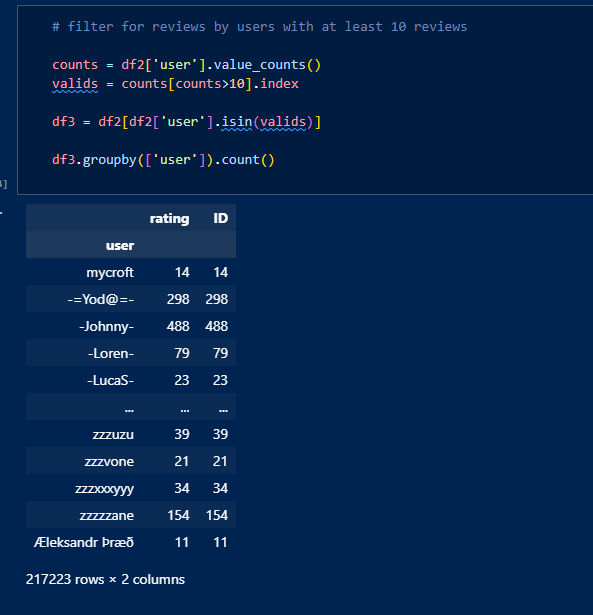 # filter for reviews by users with at least 10 reviews
counts = df2['user'].value_counts()
valids = counts[counts>10].index
df3 = df2[df2['user'].isin(valids)]
df3.groupby(['user']).count()
rating ID
user
mycroft 14 14
-=Yod@=- 298 298
-Johnny- 488 488
-Loren- 79 79
-LucaS- 23 23
... ... ...
zzzuzu 39 39
zzzvone 21 21
zzzxxxyyy 34 34
zzzzzane 154 154
Æleksandr Þræð 11 11
217223 rows × 2 columns